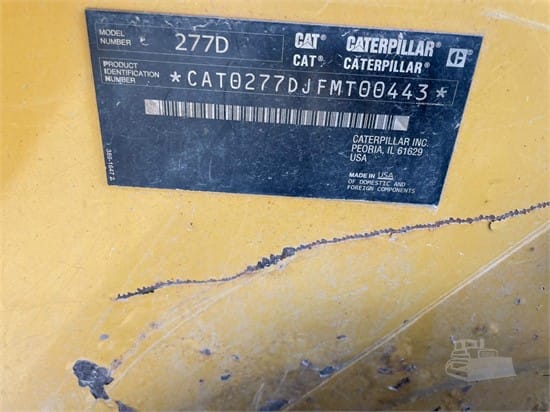 MODEL NUMBER 277D CAT CATERPILLAR
CAT CATERPILLAR
PRODUCT IDENTIFICATION NUMBER
*CAT0277DJFMT00443*
CATERPILLAR INC.
PEORIA, IL 61629
USA
MADE IN USA
OF DOMESTIC AND
FOREIGN COMPONENTS